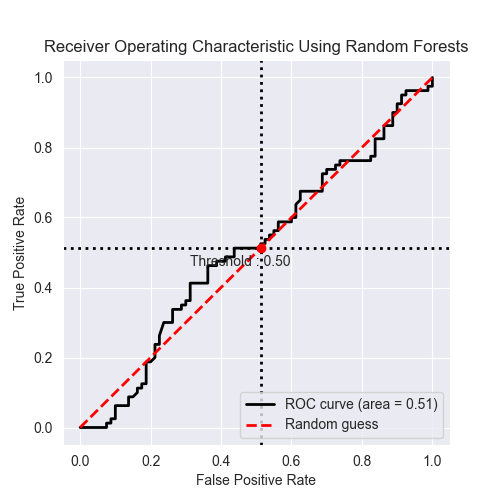 Receiver Operating Characteristic Using Random Forests
1.0
0.8
0.6
0.4
0.2
0.0
True Positive Rate
Threshold : 0.50
ROC curve (area = 0.51)
Random guess
0.0 0.2 0.4 0.6 0.8 1.0
False Positive Rate